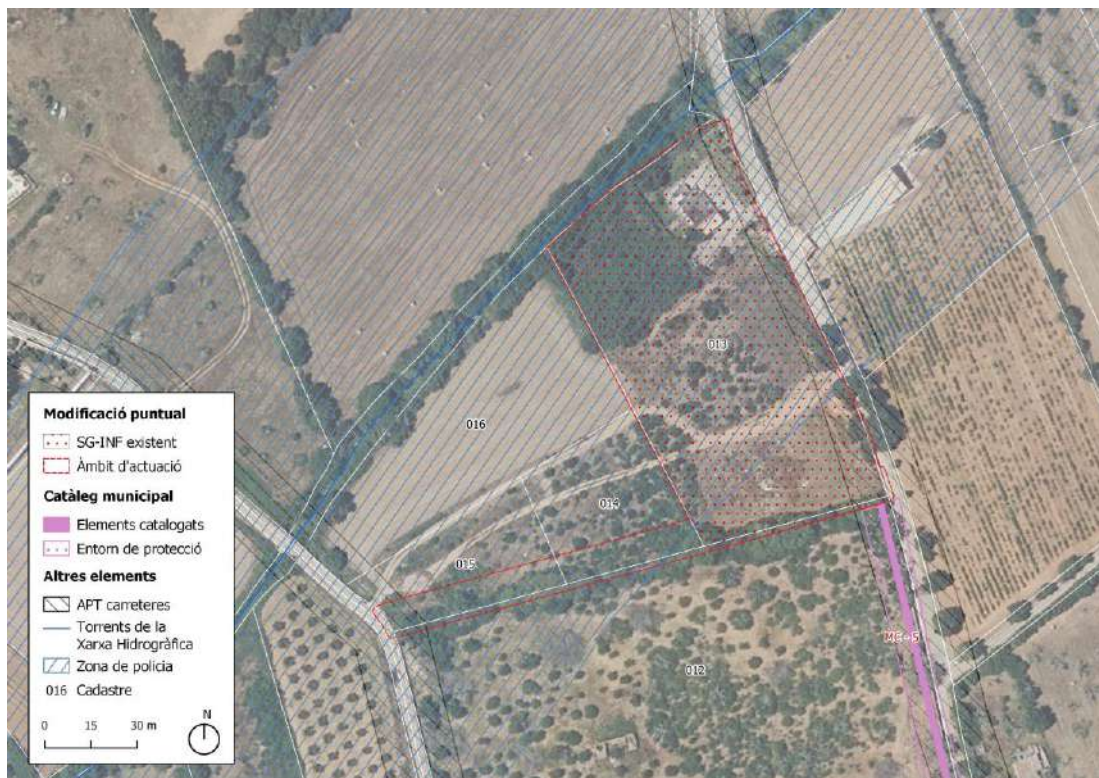 013
016
014
015
ME-5
012
Modificació puntual
SG-INF existent
Àmbit d'actuació
Catàleg municipal
Elements catalogats
Entorn de protecció
Altres elements
APT carreteres
Torrents de la
Xarxa Hidrogràfica
Zona de policia
016 Cadastre
0 15 30 m
N